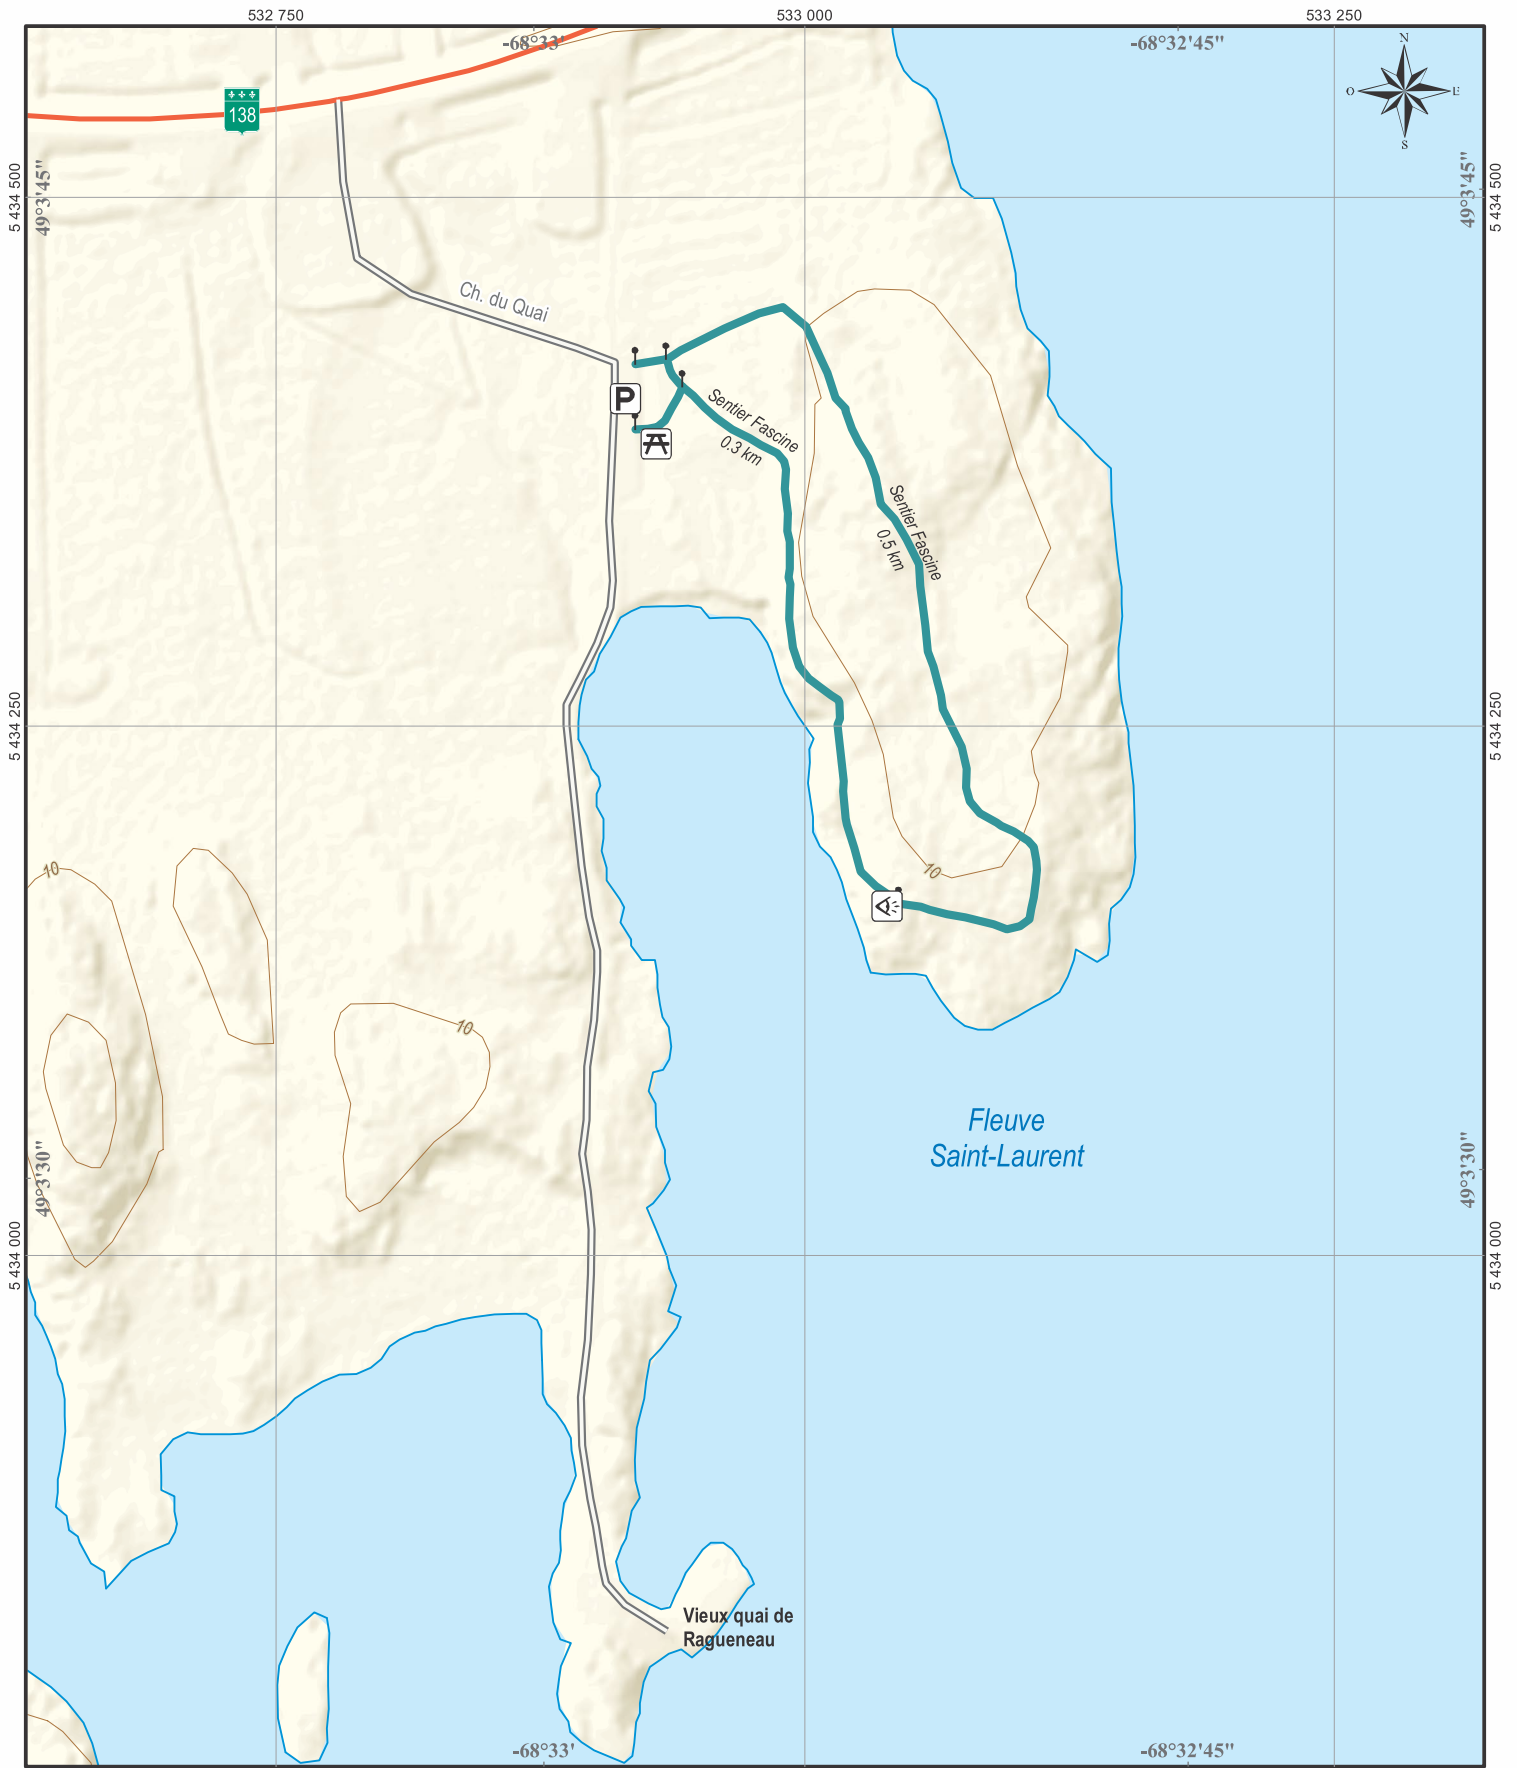 532 750
533 000
533 250
-68°33'
-68°32'45"
N
O
E
S
138
5 434 500
49°3'45"
49°3'45"
5 434 500
Ch. du Quai
P
Sentier Fascine
0.3 km
Sentier Fascine
0.5 km
5 434 250
5 434 250
10
10
10
Fleuve
Saint-Laurent
49°3'30"
49°3'30"
5 434 000
5 434 000
Vieux quai de
Ragueneau
-68°33'
-68°32'45"